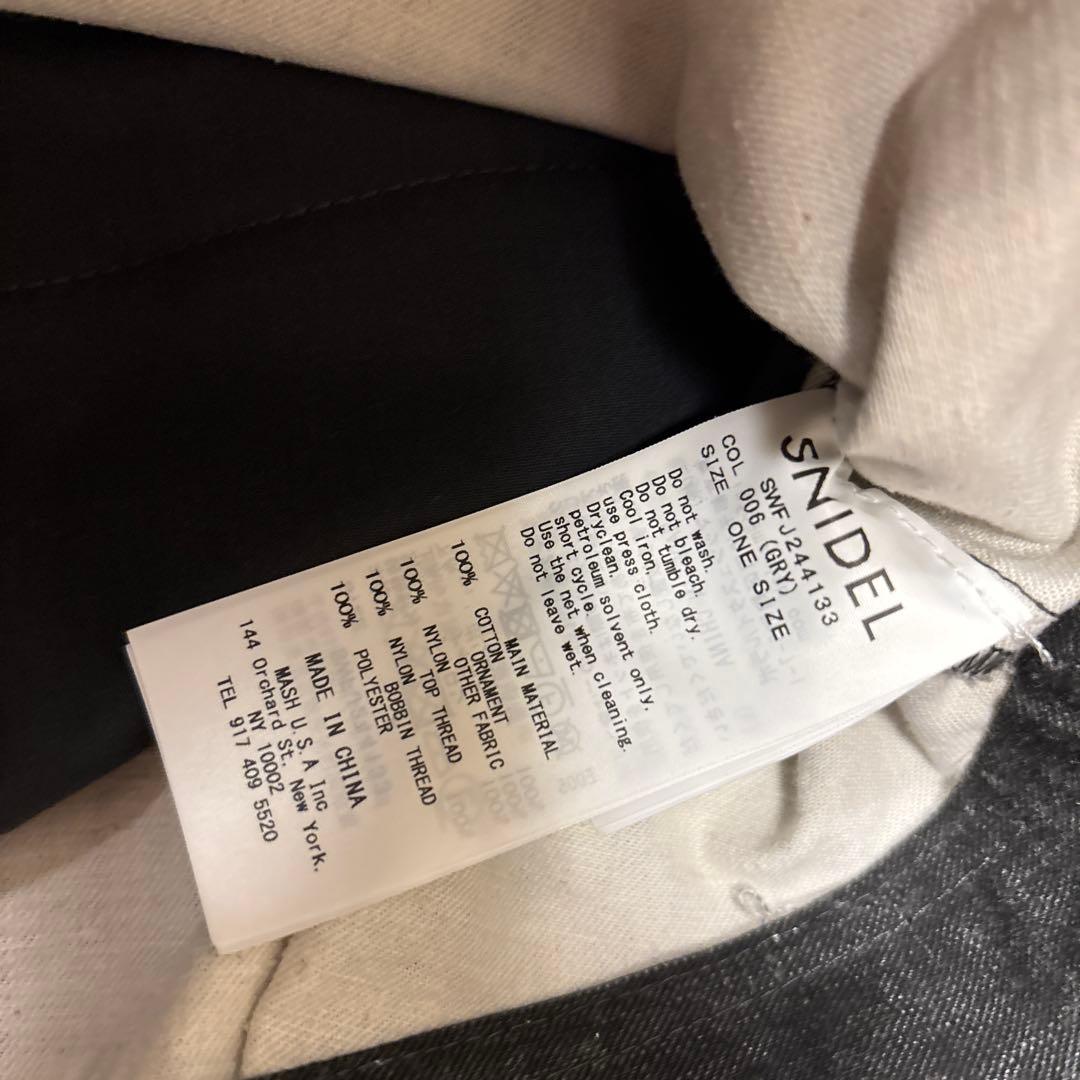 SNIDEL
SWFJ244133
COL 006 (GRY)
SIZE ONE SIZE
Do not wash.
Do not bleach.
Do not tumble dry.
Cool iron,
use press cloth.
Dryclean.
petroleum solvent only.
short cycle.
Use the net when cleaning.
Do not leave wet.
MAIN MATERIAL
100% COTTON
ORNAMENT
OTHER FABRIC
100% NYLON
TOP THREAD
100% NYLON
BOBBIN THREAD
100% POLYESTER
MADE IN CHINA
MASH U.S.A Inc
144 Orchard St. New York.
NY 10002
TEL 917 409 5520